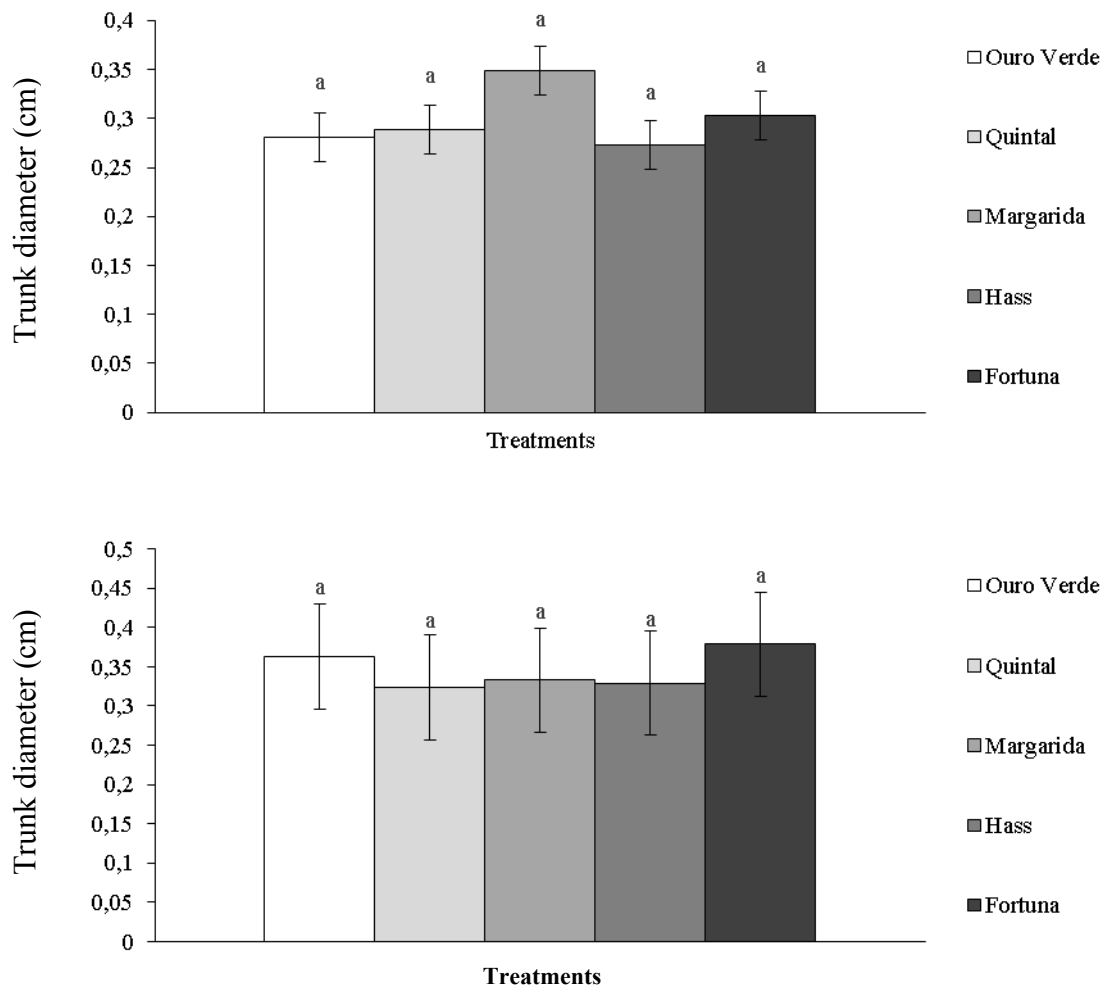 Trunk diameter (cm)
0,4
0,35
0,3
0,25
0,2
0,15
0,1
0,05
0
a
a
a
a
a
Treatments
Ouro Verde
Quintal
Margarida
Hass
Fortuna
Trunk diameter (cm)
0,5
0,45
0,4
0,35
0,3
0,25
0,2
0,15
0,1
0,05
0
a
a
a
a
a
Treatments
Ouro Verde
Quintal
Margarida
Hass
Fortuna